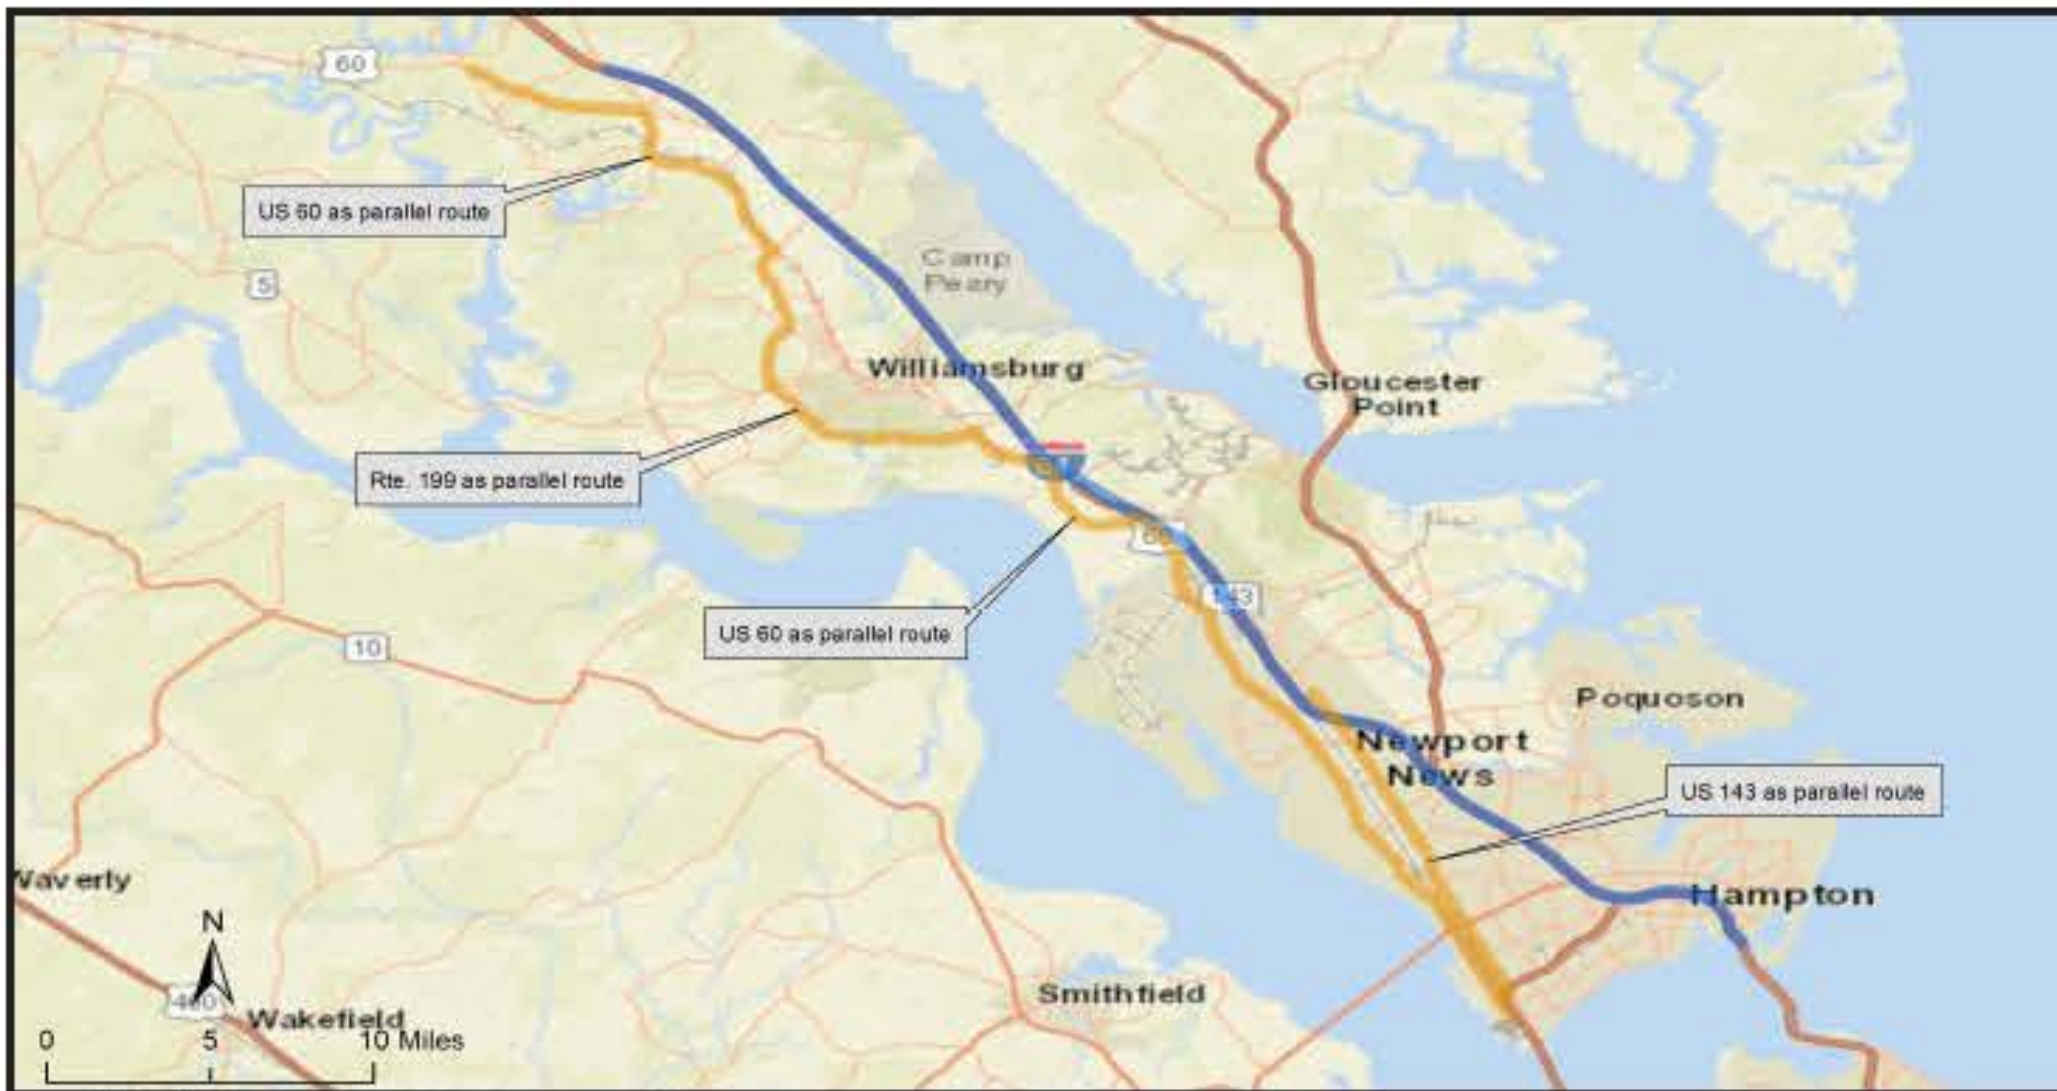 60
US 60 as parallel route
Camp
Peary
5
Williamsburg
Gloucester
Point
Rte. 199 as parallel route
60
143
US 60 as parallel route
10
Poquoson
Newport
News
US 143 as parallel route
Waverly
Hampton
N
Smithfield
460
Wakefield
0 5 10 Miles